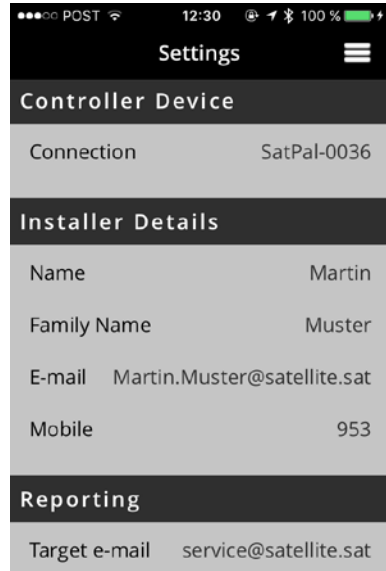 POST 12:30 100 %
Settings
Controller Device
Connection SatPal-0036
Installer Details
Name Martin
Family Name Muster
E-mail Martin.Muster@satellite.sat
Mobile 953
Reporting
Target e-mail service@satellite.sat